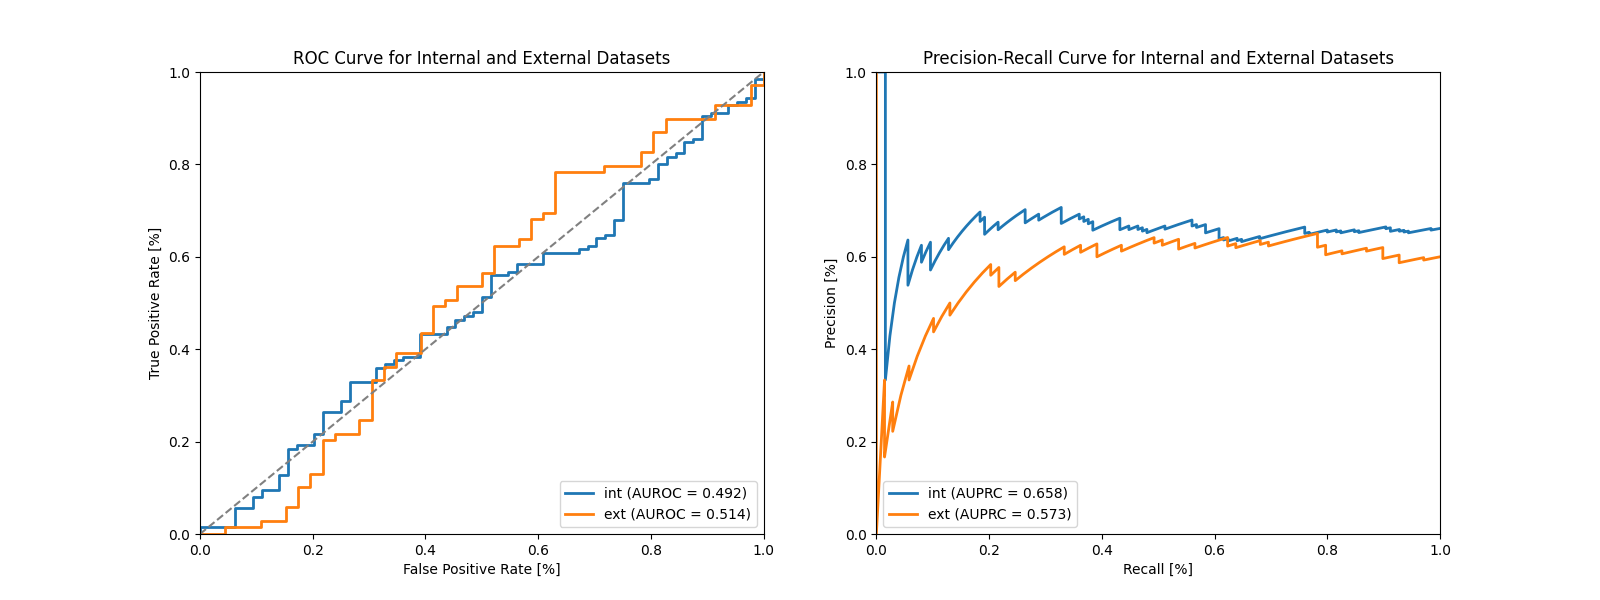 ROC Curve for Internal and External Datasets
True Positive Rate [%]
1.0
0.8
0.6
0.4
0.2
0.0
int (AUROC = 0.492)
ext (AUROC = 0.514)
0.0 0.2 0.4 0.6 0.8 1.0
False Positive Rate [%]
Precision-Recall Curve for Internal and External Datasets
Precision [%]
1.0
0.8
0.6
0.4
0.2
0.0
int (AUPRC = 0.658)
ext (AUPRC = 0.573)
0.0 0.2 0.4 0.6 0.8 1.0
Recall [%]